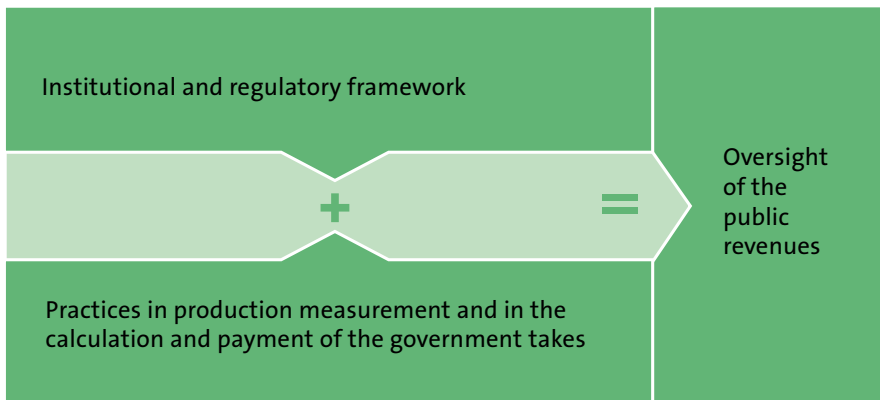 Institutional and regulatory framework
+
=
Oversight
of the
public
revenues
Practices in production measurement and in the
calculation and payment of the government takes